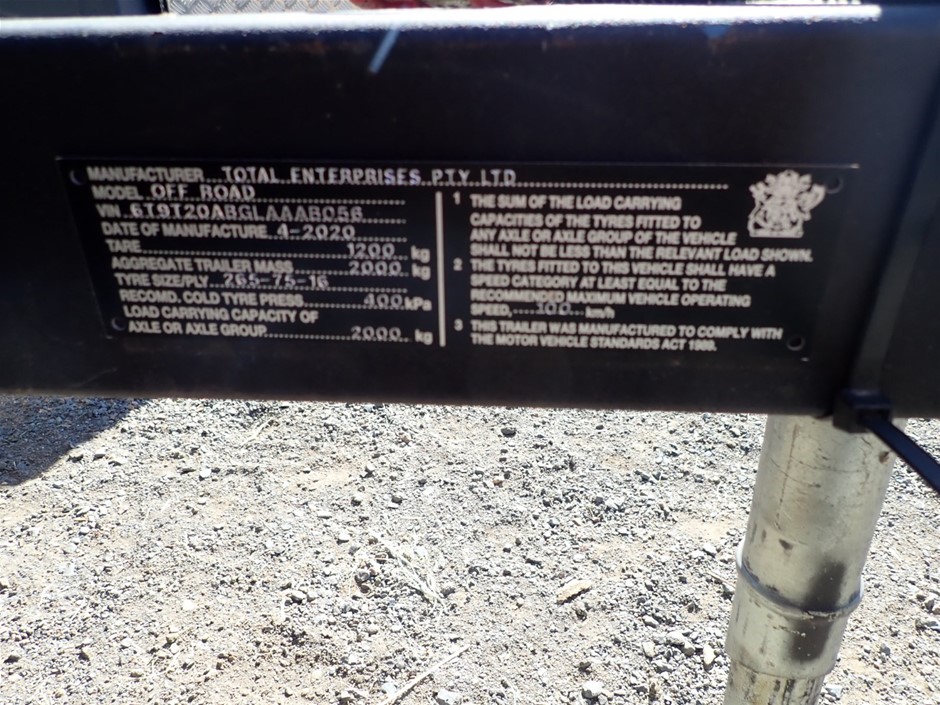 MANUFACTURER TOTAL ENTERPRISES PTY LTD
MODEL OFF ROAD
VIN 6T9T20ABGLAAAB056
DATE OF MANUFACTURE 4-2020
TARE 1200 kg
AGGREGATE TRAILER MASS 2000 kg
TYRE SIZE/PLY 265-75-16
RECOMD. COLD TYRE PRESS 400 kPa
LOAD CARRYING CAPACITY OF
AXLE OR AXLE GROUP 2000 kg
1 THE SUM OF THE LOAD CARRYING
CAPACITIES OF THE TYRES FITTED TO
ANY AXLE OR AXLE GROUP OF THE VEHICLE
SHALL NOT BE LESS THAN THE RELEVANT LOAD SHOWN.
2 THE TYRES FITTED TO THIS VEHICLE SHALL HAVE A
SPEED CATEGORY AT LEAST EQUAL TO THE
RECOMMENDED MAXIMUM VEHICLE OPERATING
SPEED, 100 km/h
3 THIS TRAILER WAS MANUFACTURED TO COMPLY WITH
THE MOTOR VEHICLE STANDARDS ACT 1989.